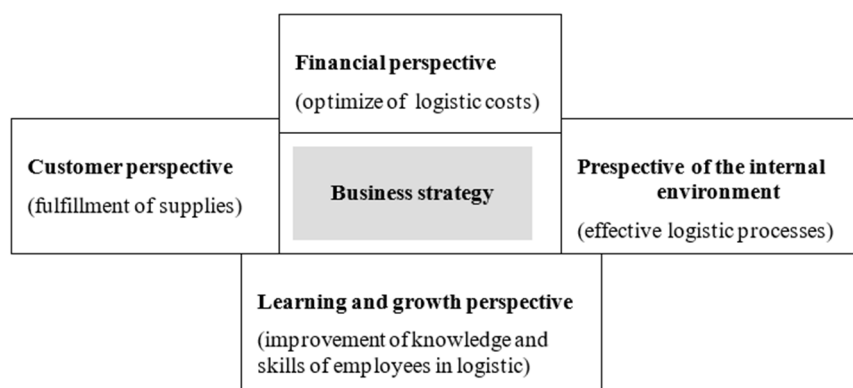 Financial perspective
(optimize of logistic costs)
Customer perspective
(fulfillment of supplies)
Business strategy
Prespective of the internal
environment
(effective logistic processes)
Learning and growth perspective
(improvement of knowledge and
skills of employees in logistic)